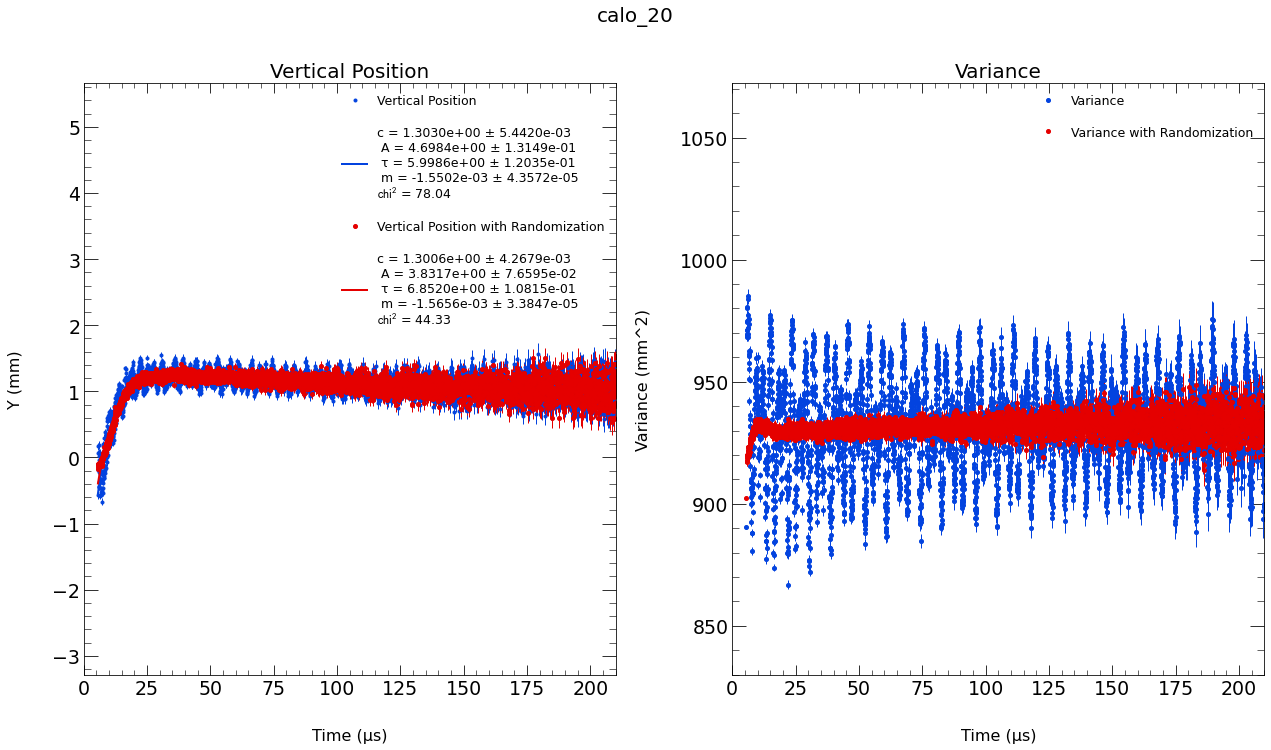 calo_20
Vertical Position
Vertical Position
c = 1.3030e+00 ± 5.4420e-03
A = 4.6984e+00 ± 1.3149e-01
τ = 5.9986e+00 ± 1.2035e-01
m = -1.5502e-03 ± 4.3572e-05
chi² = 78.04
Vertical Position with Randomization
c = 1.3006e+00 ± 4.2679e-03
A = 3.8317e+00 ± 7.6595e-02
τ = 6.8520e+00 ± 1.0815e-01
m = -1.5656e-03 ± 3.3847e-05
chi² = 44.33
5
4
3
2
1
0
−1
−2
−3
Y (mm)
0 25 50 75 100 125 150 175 200
Time (µs)
Variance
Variance
Variance with Randomization
1050
1000
950
900
850
Variance (mm^2)
0 25 50 75 100 125 150 175 200
Time (µs)